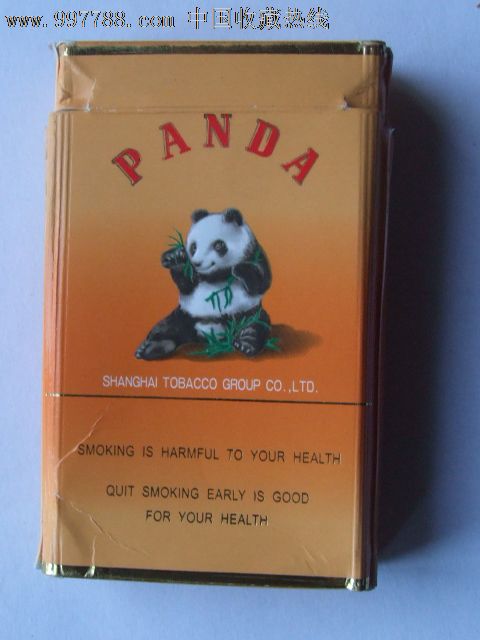 www.997788.com 中国收藏热线
PANDA
SHANGHAI TOBACCO GROUP CO.,LTD.
SMOKING IS HARMFUL TO YOUR HEALTH
QUIT SMOKING EARLY IS GOOD
FOR YOUR HEALTH